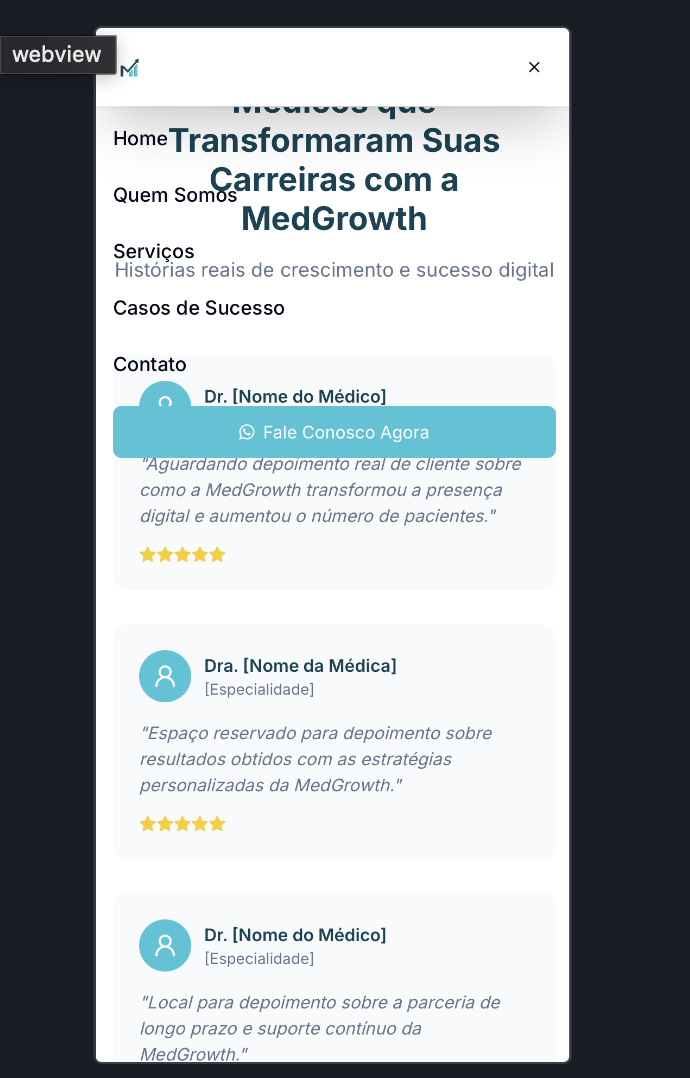 webview
Médicos que
Home
Transformaram Suas
Quem Somos
Carreiras com a
MedGrowth
Serviços
Histórias reais de crescimento e sucesso digital
Casos de Sucesso
Contato
Dr. [Nome do Médico]
Fale Conosco Agora
"Aguardando depoimento real de cliente sobre
como a MedGrowth transformou a presença
digital e aumentou o número de pacientes."
Dra. [Nome da Médica]
[Especialidade]
"Espaço reservado para depoimento sobre
resultados obtidos com as estratégias
personalizadas da MedGrowth."
Dr. [Nome do Médico]
[Especialidade]
"Local para depoimento sobre a parceria de
longo prazo e suporte contínuo da
MedGrowth."